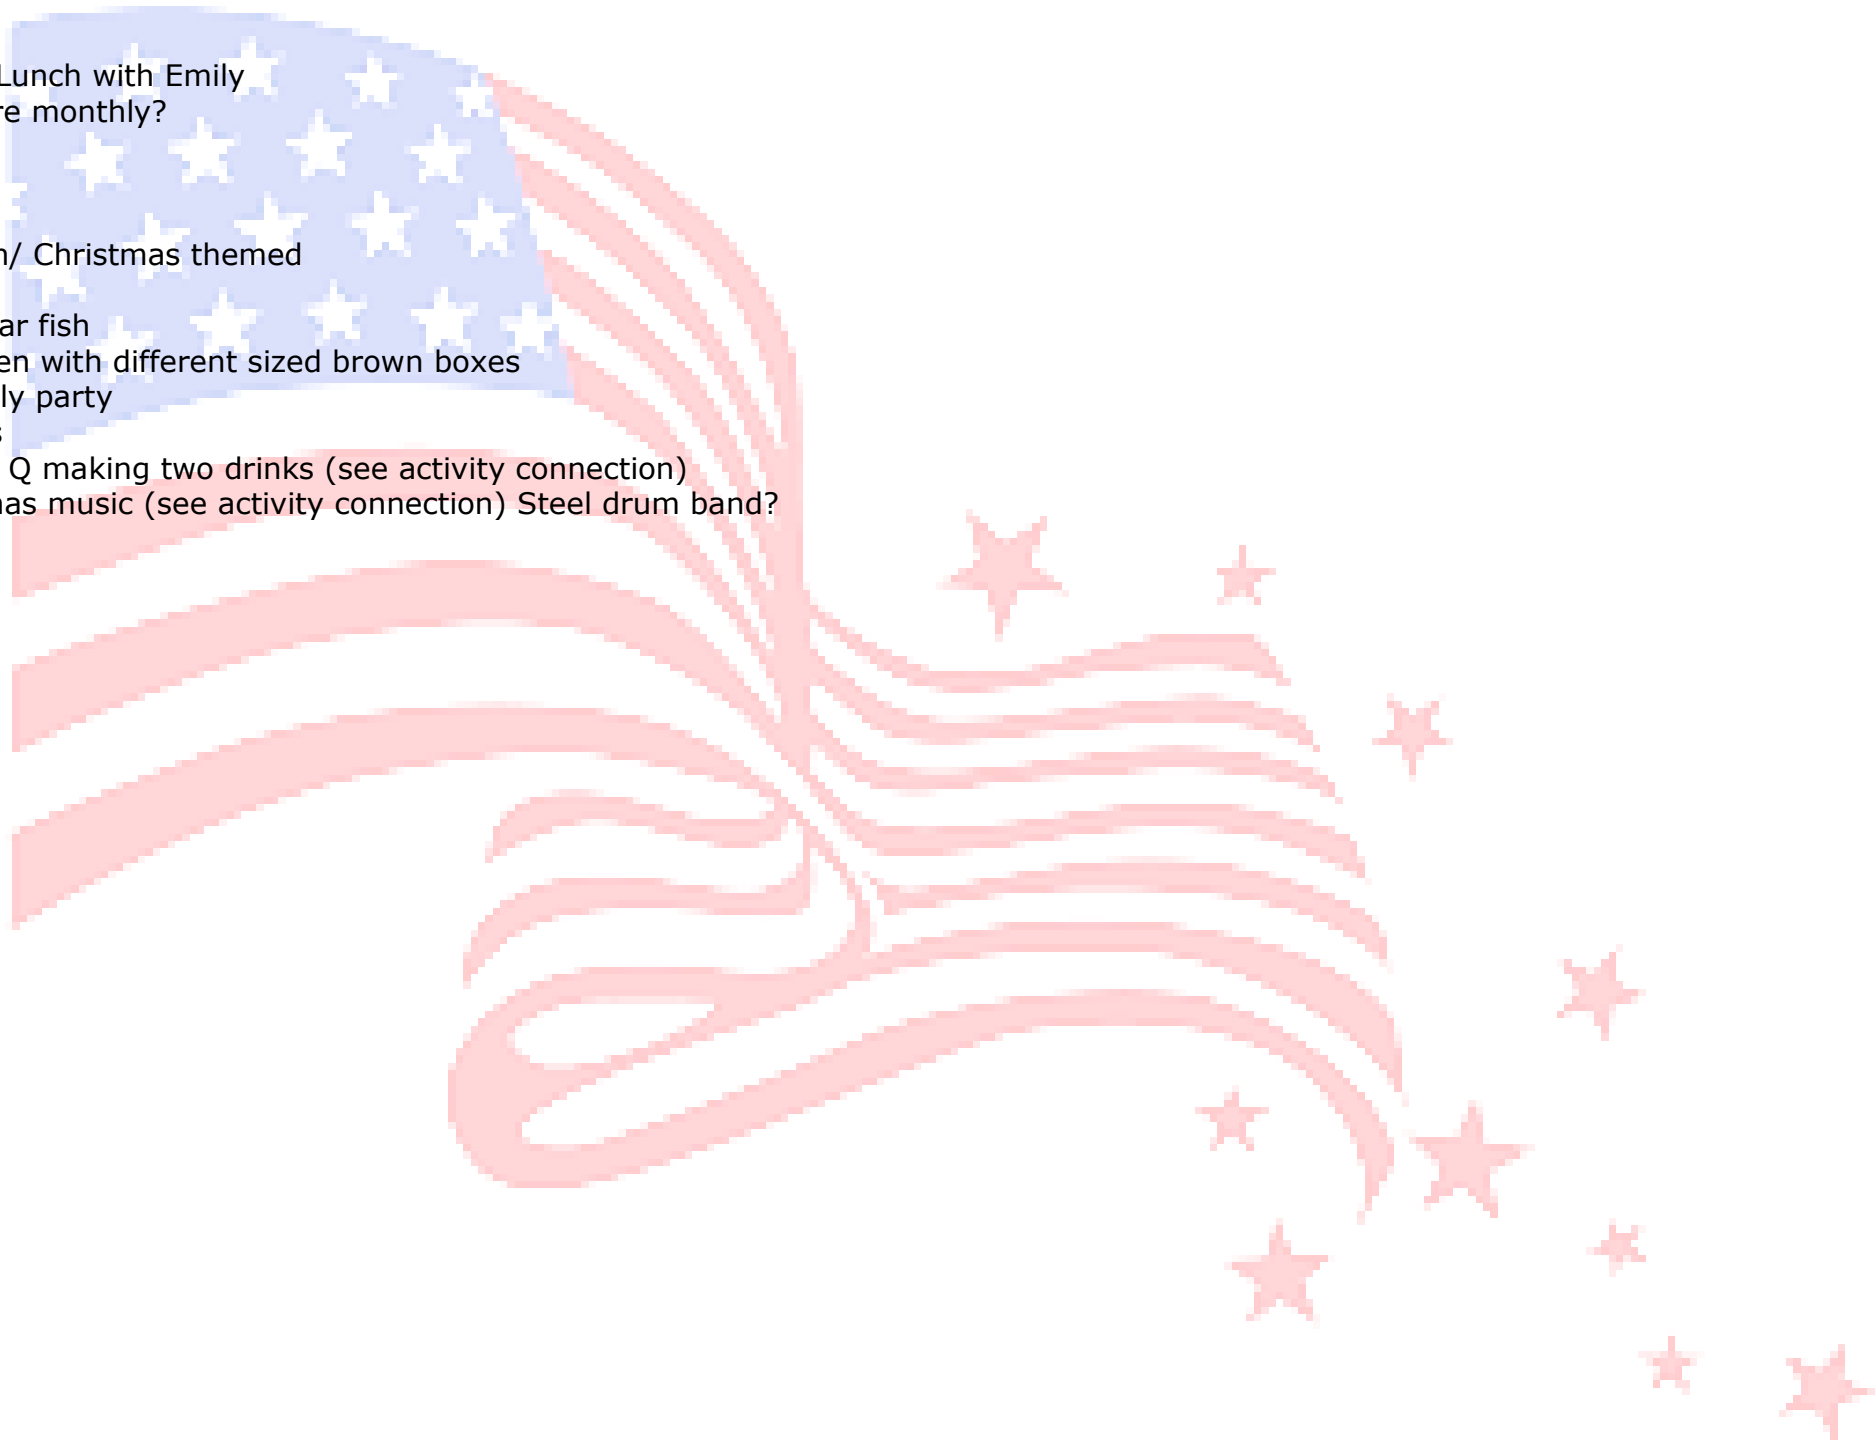 Lunch with Emily
re monthly?
n/ Christmas themed
ar fish
en with different sized brown boxes
ly party
s
Q making two drinks (see activity connection)
as music (see activity connection) Steel drum band?